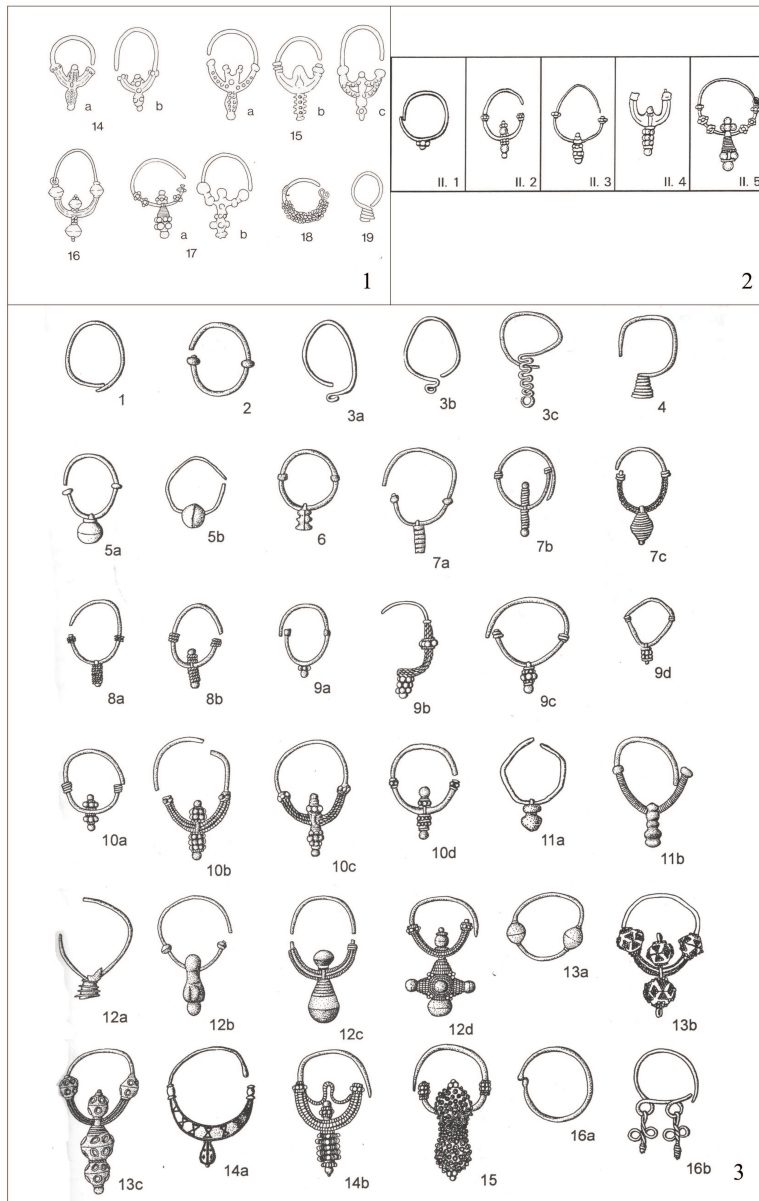 a b a b c
14 15
a b
16 17 18 19
1
II. 1 II. 2 II. 3 II. 4 II. 5
2
1 2 3a 3b 3c 4
5a 5b 6 7a 7b 7c
8a 8b 9a 9b 9c 9d
10a 10b 10c 10d 11a 11b
12a 12b 12c 12d 13a 13b
13c 14a 14b 15 16a 16b
3